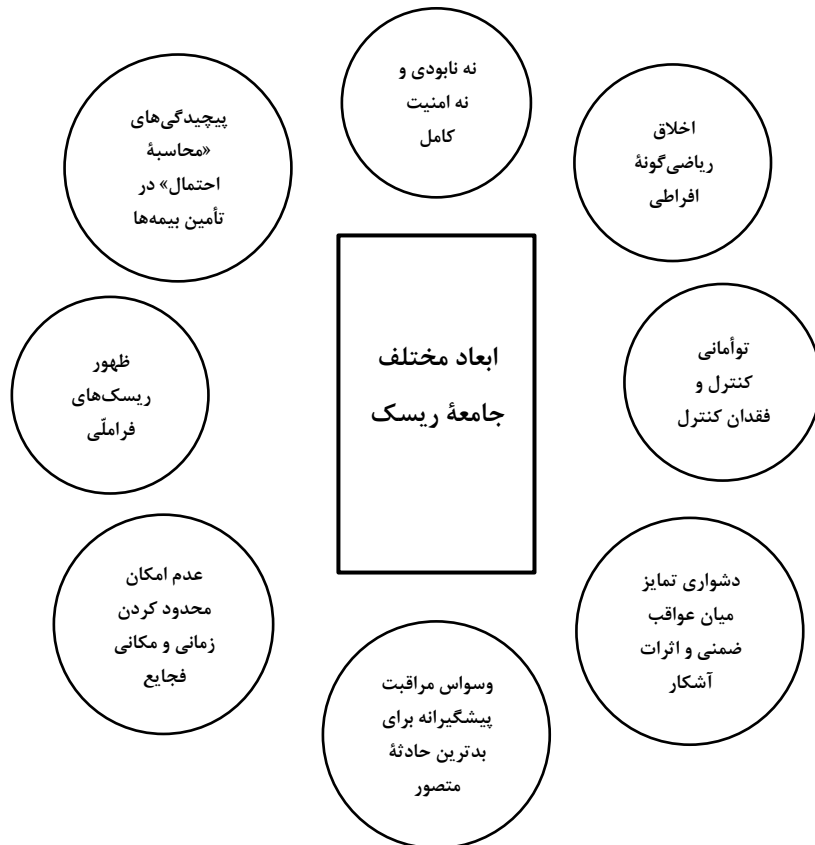 نه نابودی و
نه امنیت
کامل
اخلاق
ریاضی‌گونهٔ
افراطی
توأمانی
کنترل و
فقدان کنترل
دشواری تمایز
میان عواقب
ضمنی و اثرات
آشکار
وسواس مراقبت
پیشگیرانه برای
بدترین حادثهٔ
متصور
عدم امکان
محدود کردن
زمانی و مکانی
فجایع
ظهور
ریسک‌های
فراملّی
پیچیدگی‌های
«محاسبهٔ
احتمال» در
تأمین بیمه‌ها
ابعاد مختلف
جامعهٔ ریسک